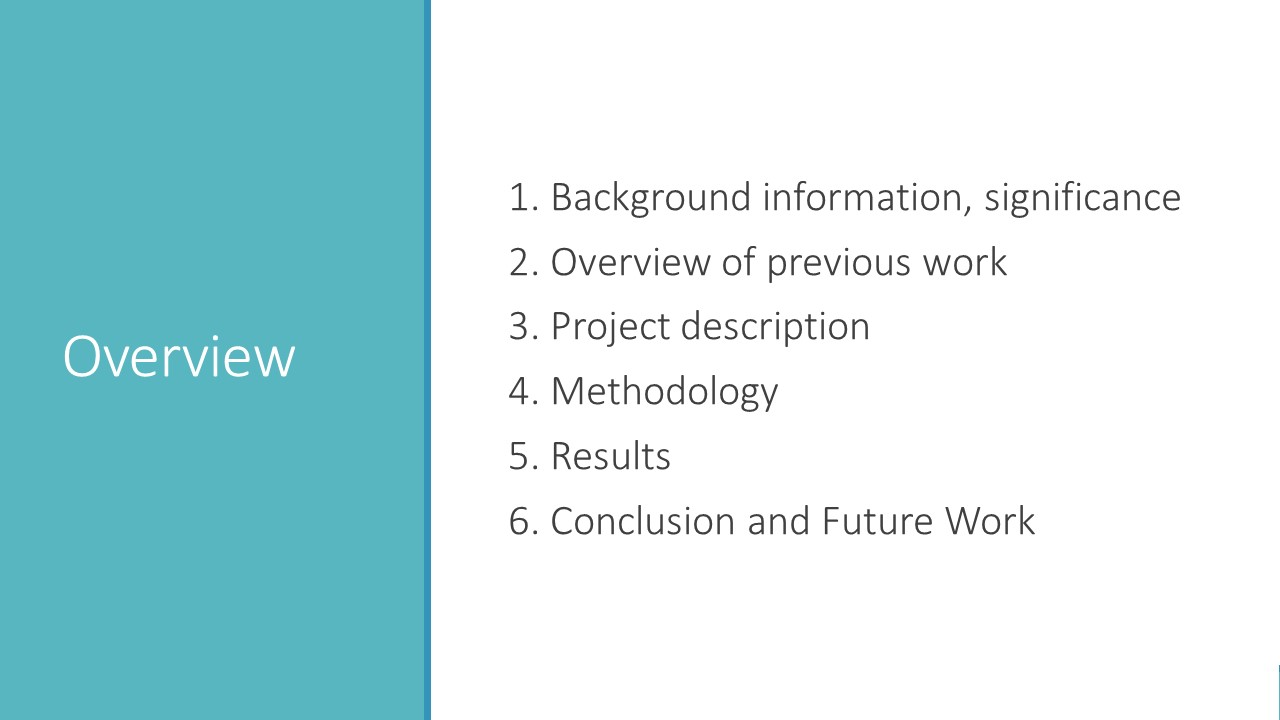 Overview
1. Background information, significance
2. Overview of previous work
3. Project description
4. Methodology
5. Results
6. Conclusion and Future Work